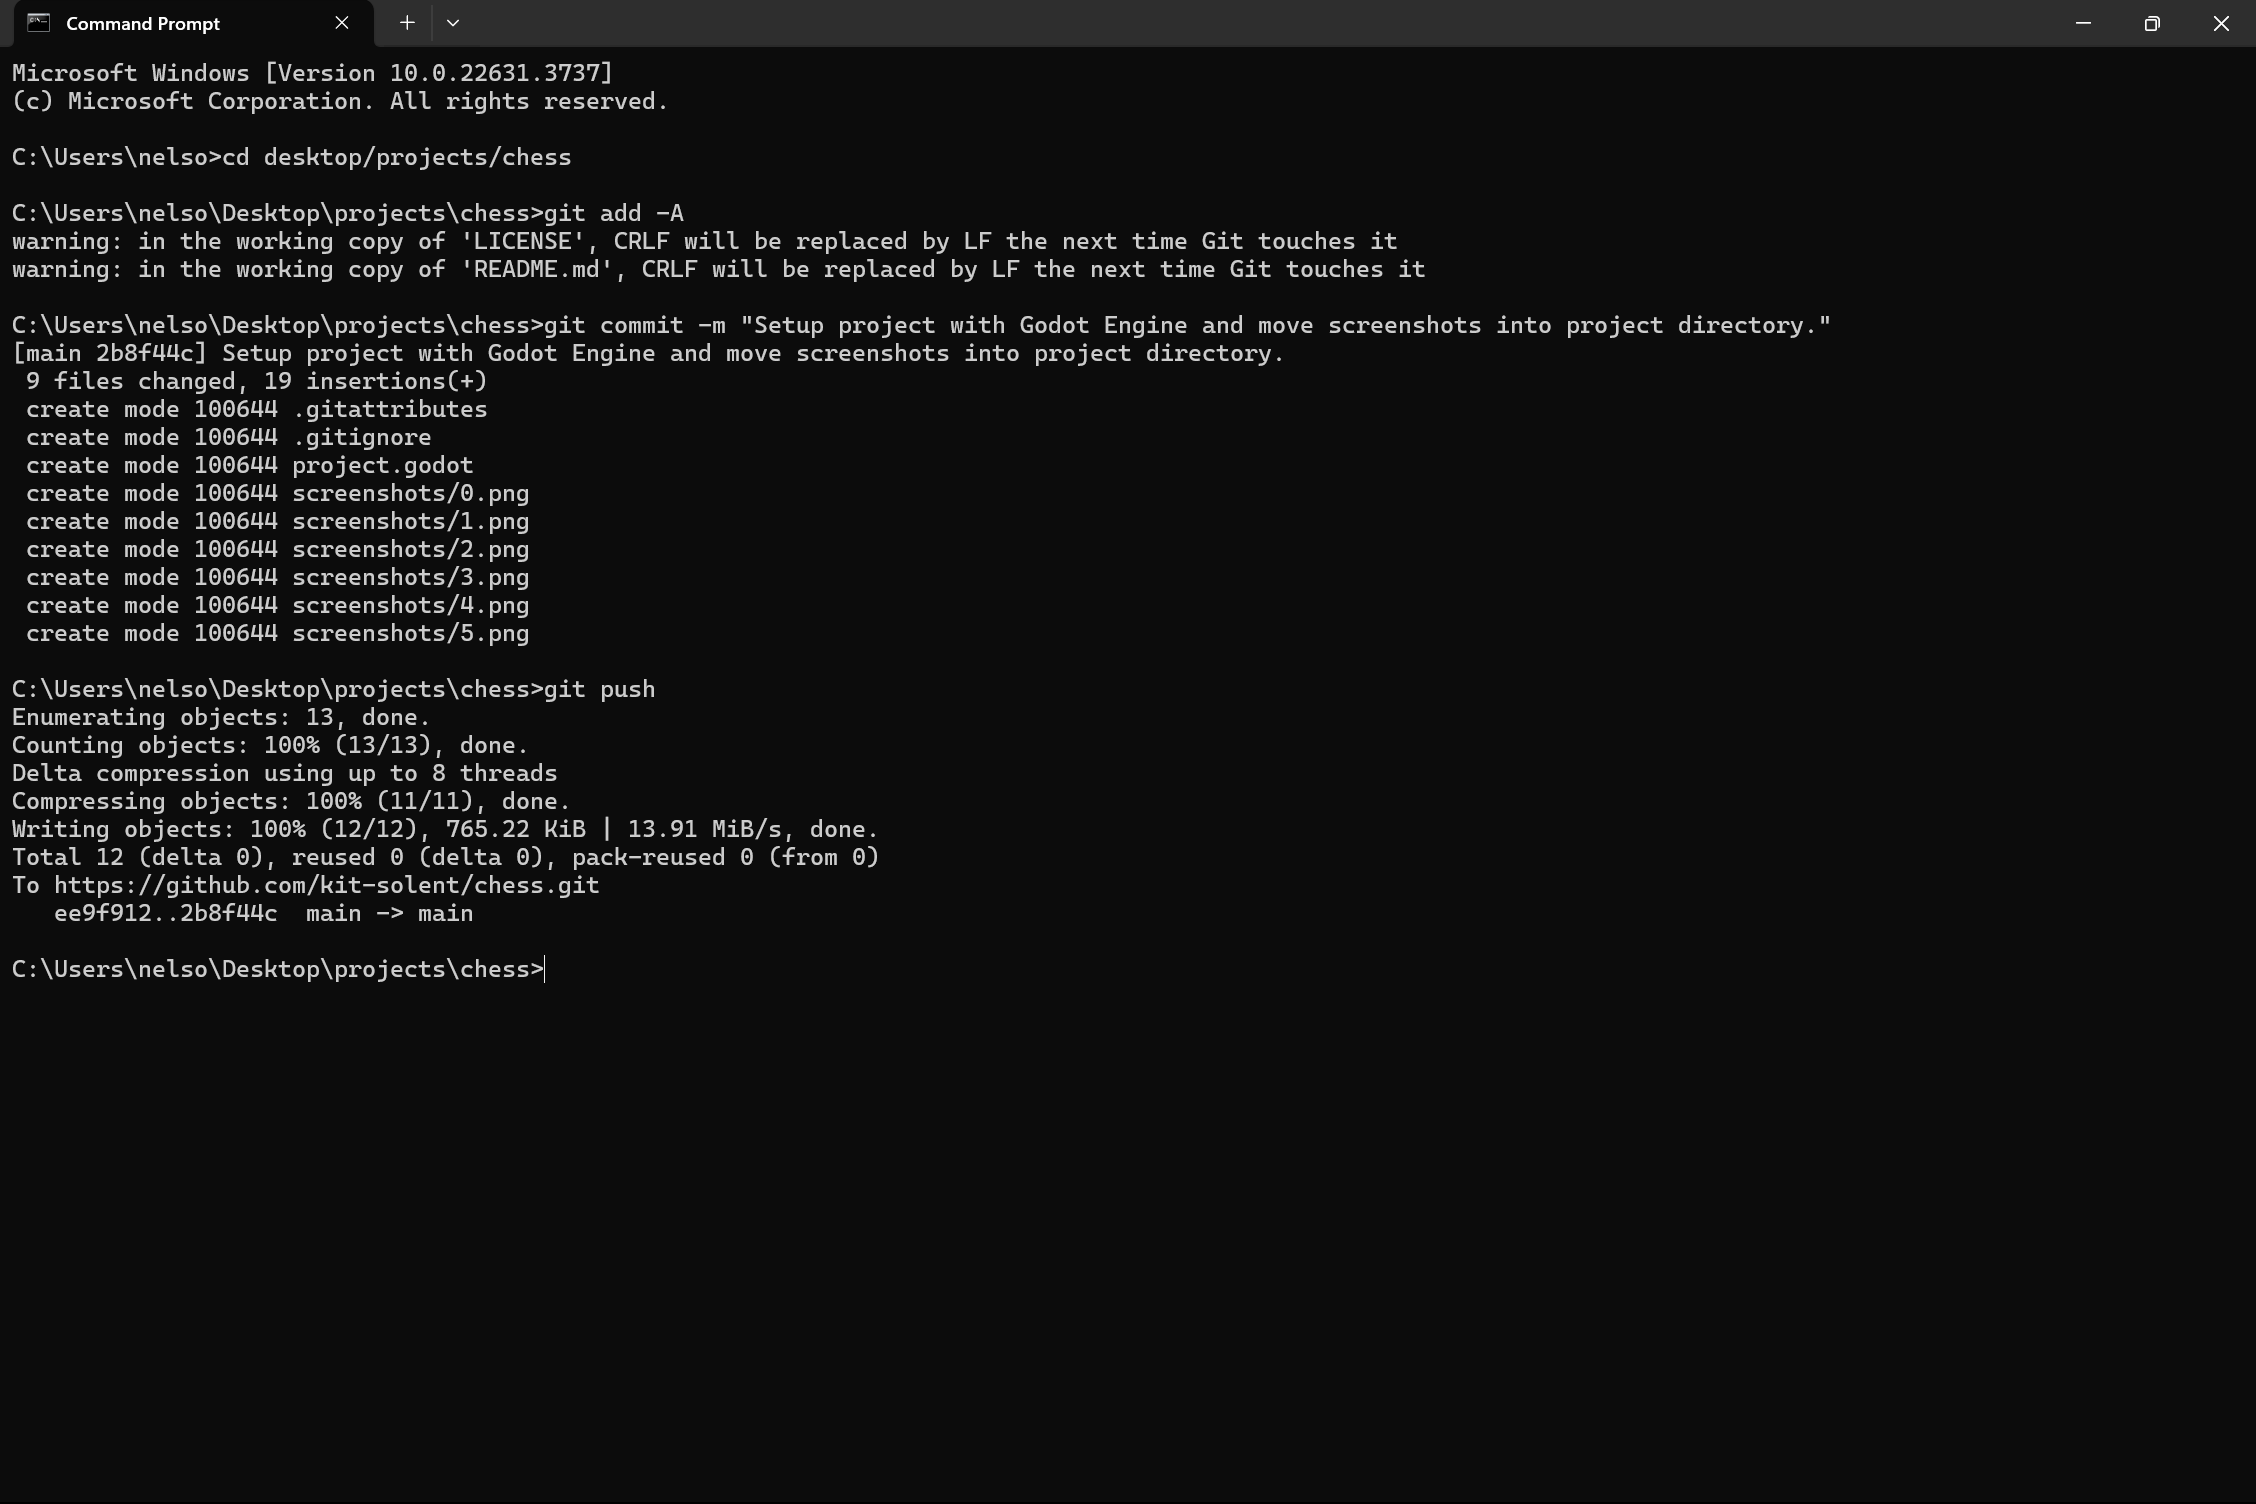 Command Prompt
Microsoft Windows [Version 10.0.22631.3737]
(c) Microsoft Corporation. All rights reserved.
C:\Users\nelso>cd desktop/projects/chess
C:\Users\nelso\Desktop\projects\chess>git add -A
warning: in the working copy of 'LICENSE', CRLF will be replaced by LF the next time Git touches it
warning: in the working copy of 'README.md', CRLF will be replaced by LF the next time Git touches it
C:\Users\nelso\Desktop\projects\chess>git commit -m "Setup project with Godot Engine and move screenshots into project directory."
[main 2b8f44c] Setup project with Godot Engine and move screenshots into project directory.
 9 files changed, 19 insertions(+)
 create mode 100644 .gitattributes
 create mode 100644 .gitignore
 create mode 100644 project.godot
 create mode 100644 screenshots/0.png
 create mode 100644 screenshots/1.png
 create mode 100644 screenshots/2.png
 create mode 100644 screenshots/3.png
 create mode 100644 screenshots/4.png
 create mode 100644 screenshots/5.png
C:\Users\nelso\Desktop\projects\chess>git push
Enumerating objects: 13, done.
Counting objects: 100% (13/13), done.
Delta compression using up to 8 threads
Compressing objects: 100% (11/11), done.
Writing objects: 100% (12/12), 765.22 KiB | 13.91 MiB/s, done.
Total 12 (delta 0), reused 0 (delta 0), pack-reused 0 (from 0)
To https://github.com/kit-solent/chess.git
   ee9f912..2b8f44c  main -> main
C:\Users\nelso\Desktop\projects\chess>